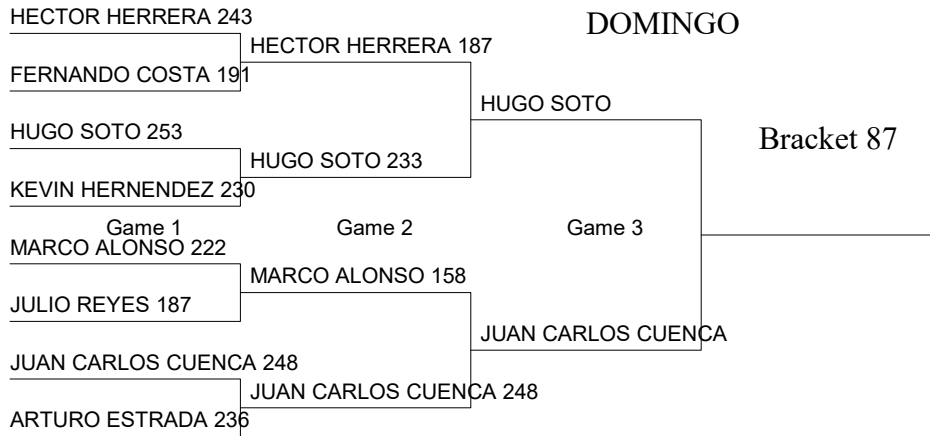 HECTOR HERRERA 243
DOMINGO
HECTOR HERRERA 187
FERNANDO COSTA 191
HUGO SOTO
HUGO SOTO 253
Bracket 87
HUGO SOTO 233
KEVIN HERNENDEZ 230
Game 1
Game 2
Game 3
MARCO ALONSO 222
MARCO ALONSO 158
JULIO REYES 187
JUAN CARLOS CUENCA
JUAN CARLOS CUENCA 248
JUAN CARLOS CUENCA 248
ARTURO ESTRADA 236